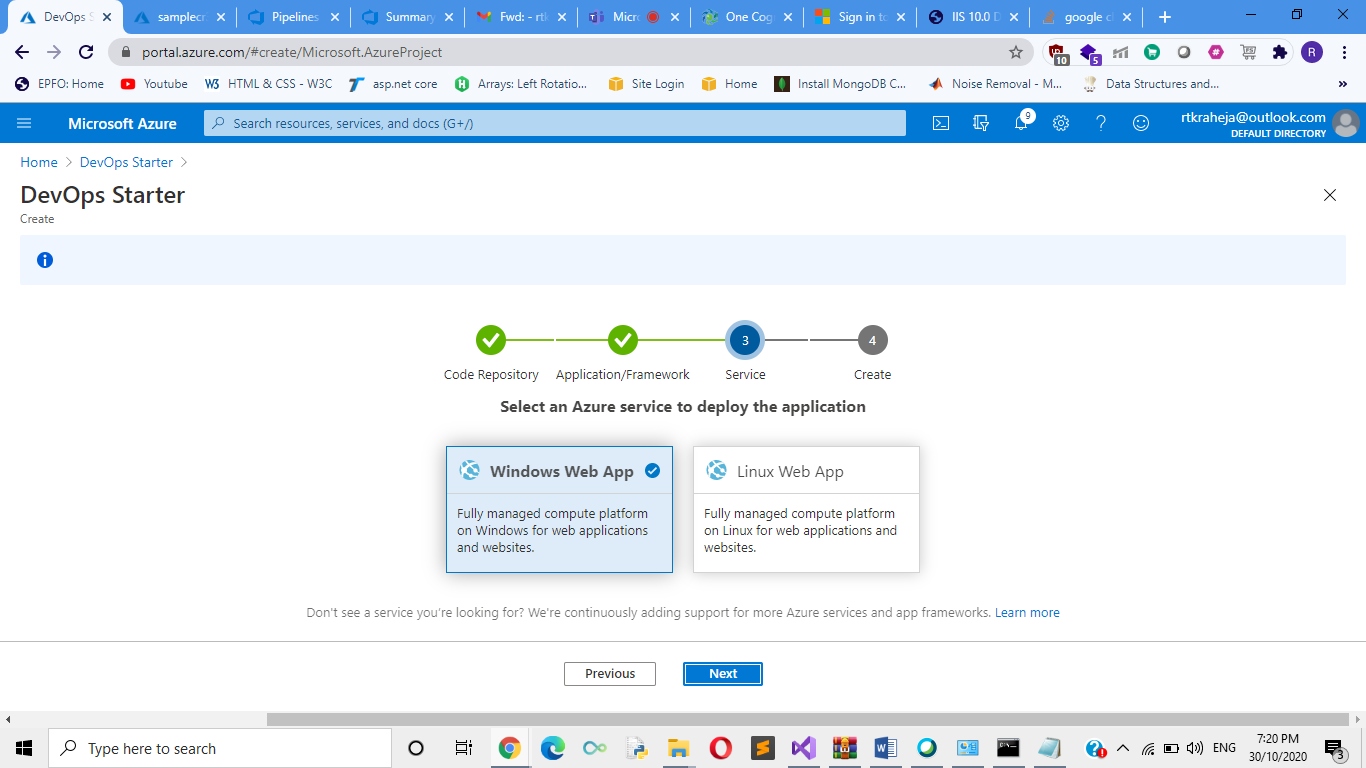 DevOps S
samplecr
Pipelines
Summary
Fwd: - rtk
Micr
One Cog
Sign in to
IIS 10.0 D
google cl
portal.azure.com/#create/Microsoft.AzureProject
10
5
R
EPFO: Home
Youtube
W3S HTML & CSS - W3C
asp.net core
Arrays: Left Rotatio...
Site Login
Home
Install MongoDB C...
Noise Removal - M...
Data Structures and...
»
Microsoft Azure
Search resources, services, and docs (G+/)
9
rtkraheja@outlook.com
DEFAULT DIRECTORY
Home > DevOps Starter >
DevOps Starter
Create
3
4
Code Repository
Application/Framework
Service
Create
Select an Azure service to deploy the application
Windows Web App
Fully managed compute platform
on Windows for web applications
and websites.
Linux Web App
Fully managed compute platform
on Linux for web applications and
websites.
Don't see a service you're looking for? We're continuously adding support for more Azure services and app frameworks. Learn more
Previous
Next
Type here to search
ENG
7:20 PM
30/10/2020
3